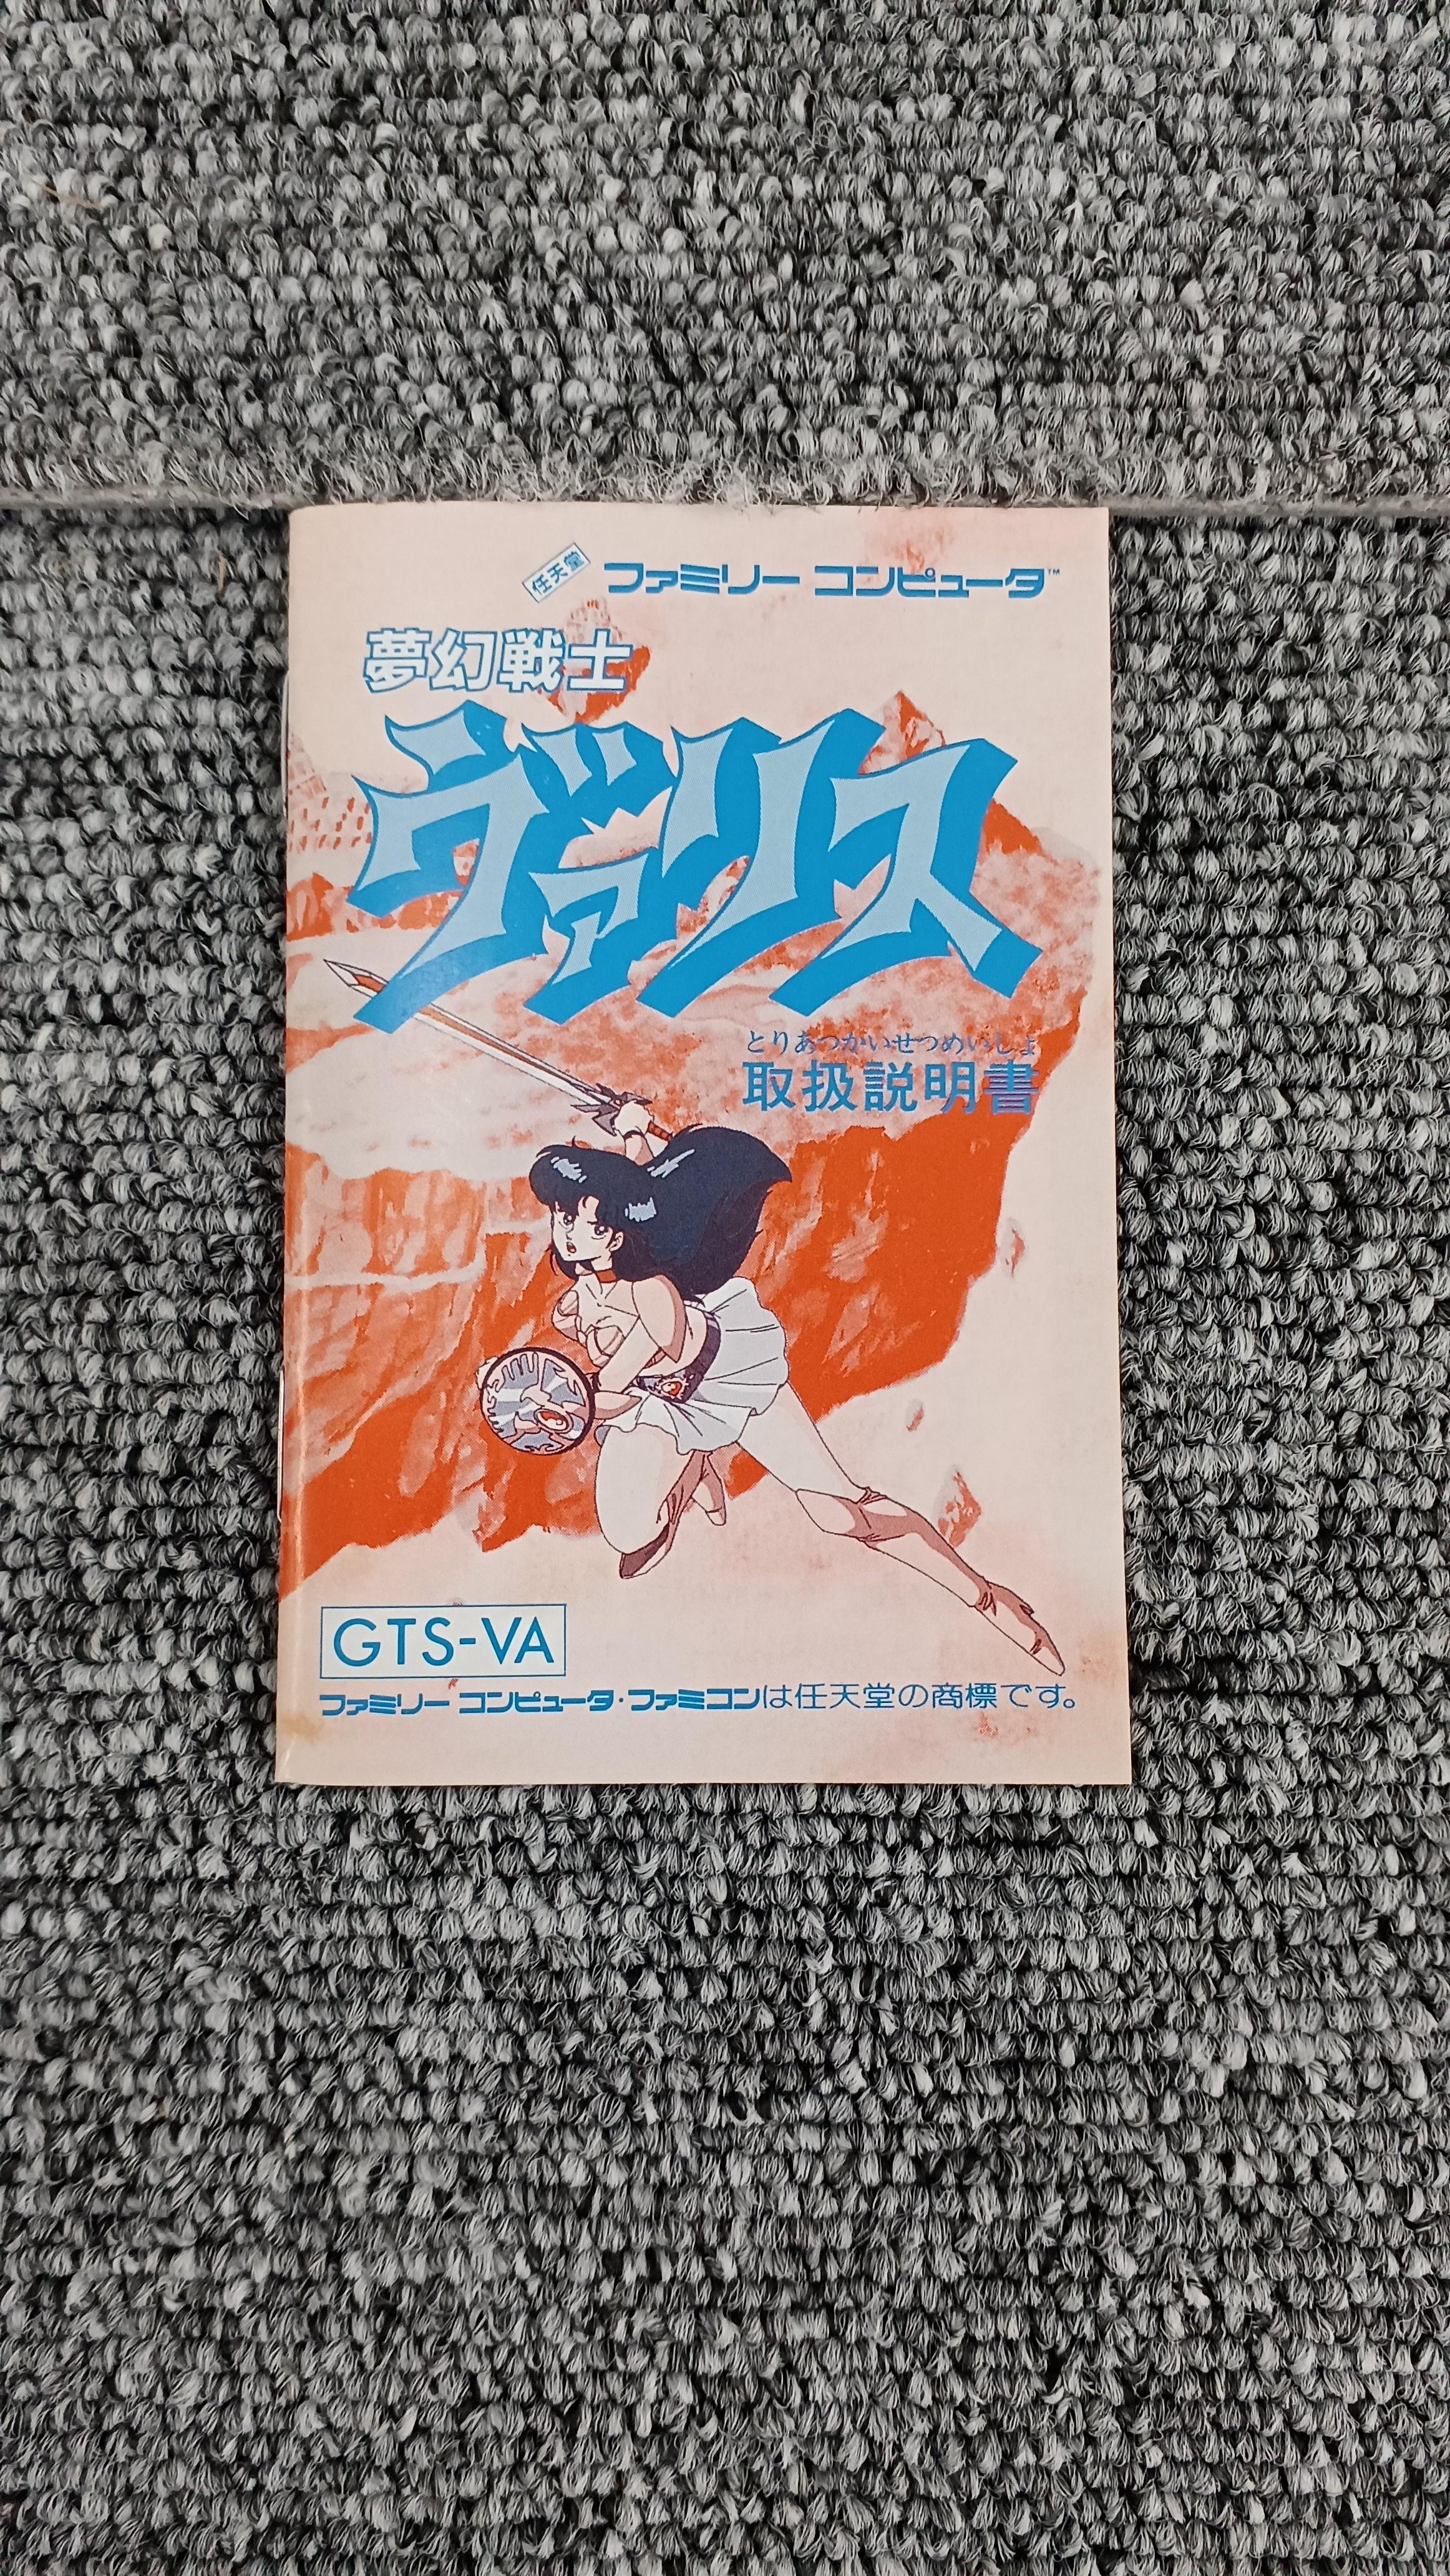 任天堂 ファミリー コンピュータ™
夢幻戦士
ヴァリス
とりあつかいせつめいしょ
取扱説明書
GTS-VA
ファミリー コンピュータ・ファミコンは任天堂の商標です。